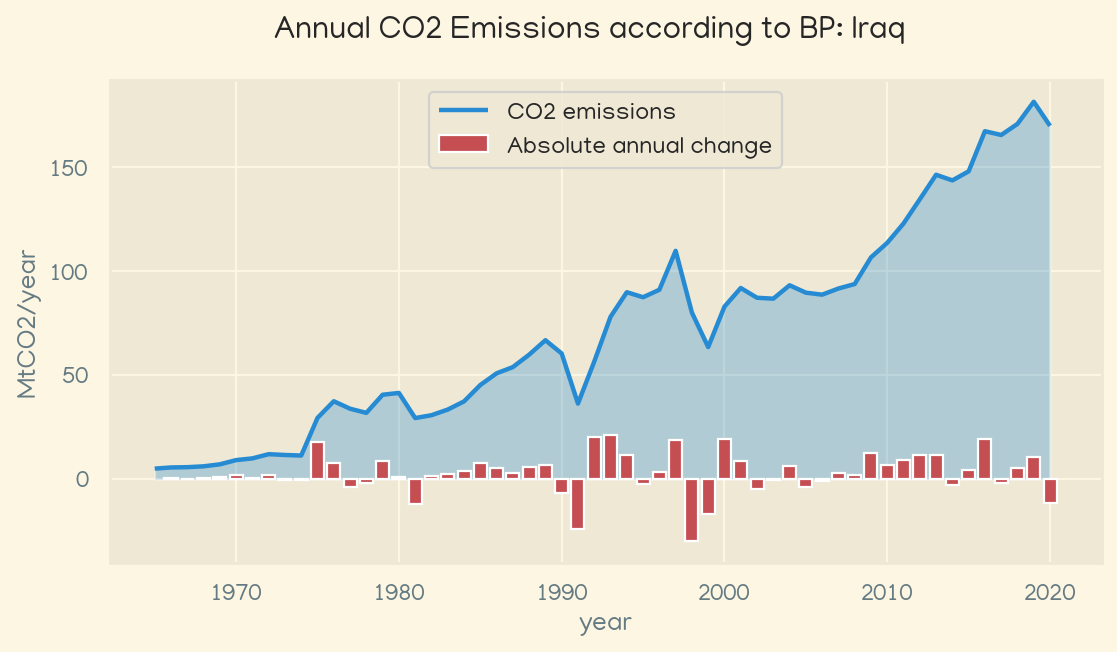 Annual CO2 Emissions according to BP: Iraq
CO2 emissions
Absolute annual change
MtCO2/year
150
100
50
0
1970 1980 1990 2000 2010 2020
year